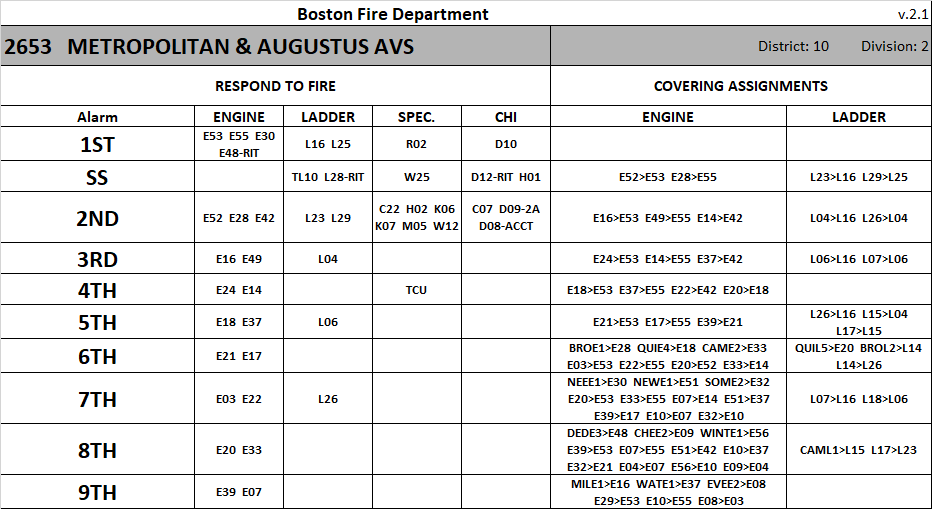 Boston Fire Department v.2.1
2653 METROPOLITAN & AUGUSTUS AVS District: 10 Division: 2
RESPOND TO FIRE COVERING ASSIGNMENTS
Alarm ENGINE LADDER SPEC. CHI ENGINE LADDER
1ST E53 E55 E30 L16 L25 R02 D10
E48-RIT
SS TL10 L28-RIT W25 D12-RIT H01 E52>E53 E28>E55 L23>L16 L29>L25
2ND E52 E28 E42 L23 L29 C22 H02 K06 C07 D09-2A E16>E53 E49>E55 E14>E42 L04>L16 L26>L04
K07 M05 W12 D08-ACCT
3RD E16 E49 L04 E24>E53 E14>E55 E37>E42 L06>L16 L07>L06
4TH E24 E14 TCU E18>E53 E37>E55 E22>E42 E20>E18
5TH E18 E37 L06 E21>E53 E17>E55 E39>E21 L26>L16 L15>L04
L17>L15
6TH E21 E17 BROE1>E28 QUIE4>E18 CAME2>E33 QUIL5>E20 BROL2>L14
E03>E53 E22>E55 E20>E52 E33>E14 L14>L26
7TH E03 E22 L26 NEEE1>E30 NEWE1>E51 SOME2>E32 L07>L16 L18>L06
E20>E53 E33>E55 E07>E14 E51>E37
E39>E17 E10>E07 E32>E10
8TH E20 E33 DEDE3>E48 CHEE2>E09 WINTE1>E56 CAML1>L15 L17>L23
E39>E53 E07>E55 E51>E42 E10>E37
E32>E21 E04>E07 E56>E10 E09>E04
9TH E39 E07 MILE1>E16 WATE1>E37 EVEE2>E08
E29>E53 E10>E55 E08>E03